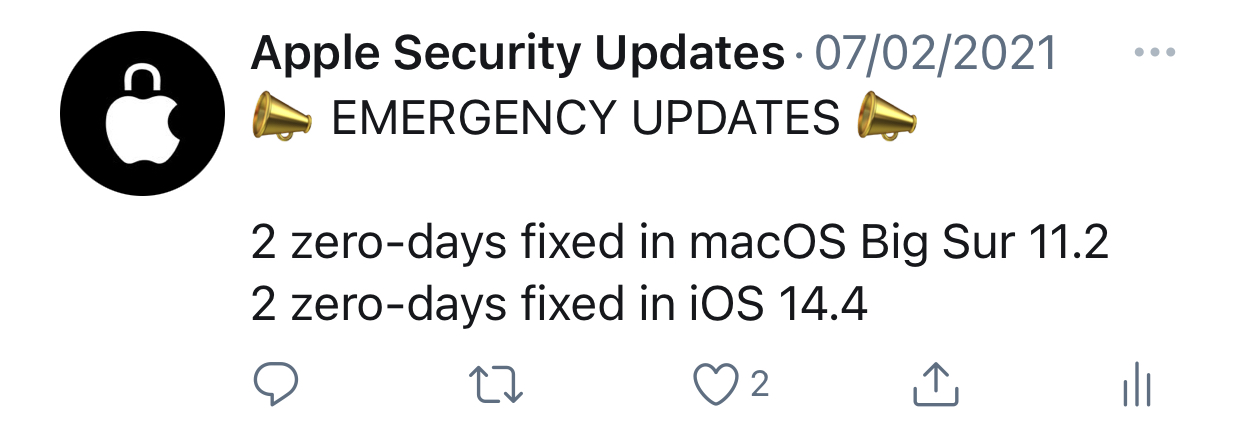 Apple Security Updates · 07/02/2021
📣 EMERGENCY UPDATES 📣
2 zero-days fixed in macOS Big Sur 11.2
2 zero-days fixed in iOS 14.4
2